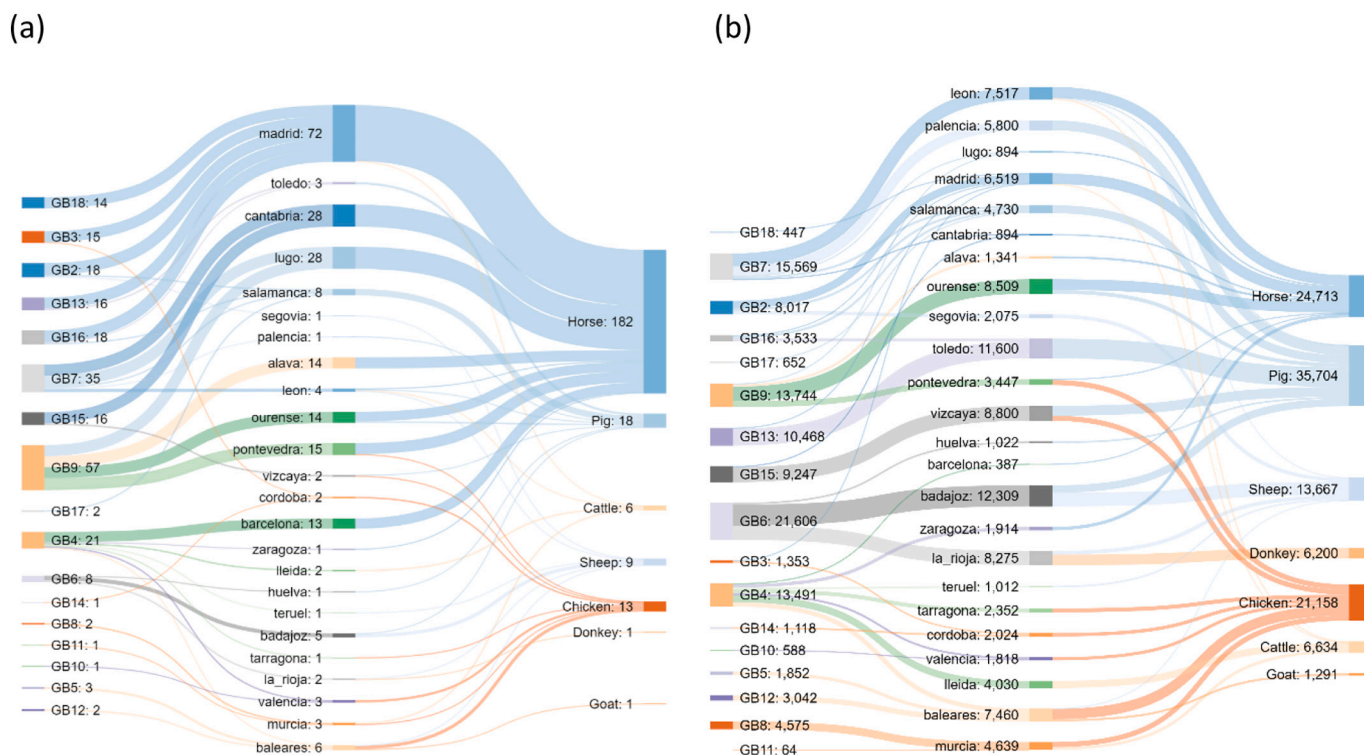 (a)
madrid: 72
toledo: 3
GB18: 14
cantabria: 28
GB3: 15
lugo: 28
GB2: 18
salamanca: 8
GB13: 16
segovia: 1
Horse: 182
GB16: 18
palencia: 1
alava: 14
GB7: 35
leon: 4
GB15: 16
ourense: 14
Pig: 18
pontevedra: 15
GB9: 57
vizcaya: 2
cordoba: 2
Cattle: 6
GB17: 2
barcelona: 13
GB4: 21
zaragoza: 1
Sheep: 9
lleida: 2
GB6: 8
huelva: 1
GB14: 1
teruel: 1
Chicken: 13
GB8: 2
badajoz: 5
Donkey: 1
GB11: 1
tarragona: 1
GB10: 1
la_rioja: 2
GB5: 3
valencia: 3
Goat: 1
GB12: 2
murcia: 3
baleares: 6
(b)
leon: 7,517
palencia: 5,800
lugo: 894
madrid: 6,519
salamanca: 4,730
GB18: 447
cantabria: 894
GB7: 15,569
alava: 1,341
ourense: 8,509
Horse: 24,713
GB2: 8,017
segovia: 2,075
GB16: 3,533
toledo: 11,600
GB17: 652
Pig: 35,704
pontevedra: 3,447
GB9: 13,744
vizcaya: 8,800
GB13: 10,468
huelva: 1,022
barcelona: 387
GB15: 9,247
badajoz: 12,309
Sheep: 13,667
GB6: 21,606
zaragoza: 1,914
la_rioja: 8,275
Donkey: 6,200
GB3: 1,353
teruel: 1,012
GB4: 13,491
tarragona: 2,352
Chicken: 21,158
GB14: 1,118
cordoba: 2,024
GB10: 588
valencia: 1,818
Cattle: 6,634
GB5: 1,852
lleida: 4,030
Goat: 1,291
GB12: 3,042
baleares: 7,460
GB8: 4,575
murcia: 4,639
GB11: 64